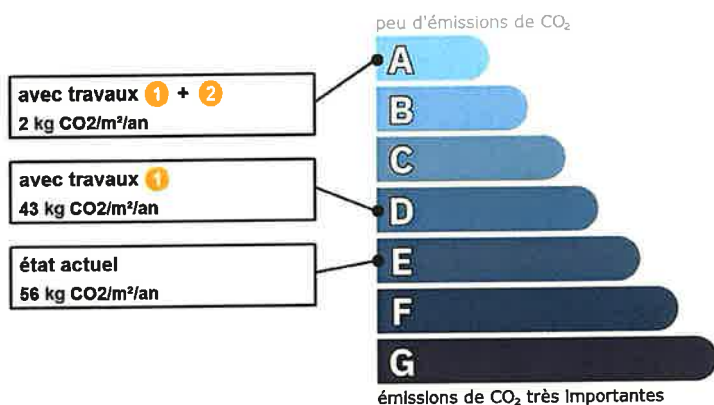 peu d'émissions de CO₂
A
avec travaux 1 + 2
2 kg CO2/m²/an
B
C
avec travaux 1
43 kg CO2/m²/an
D
état actuel
56 kg CO2/m²/an
E
F
G
émissions de CO₂ très importantes